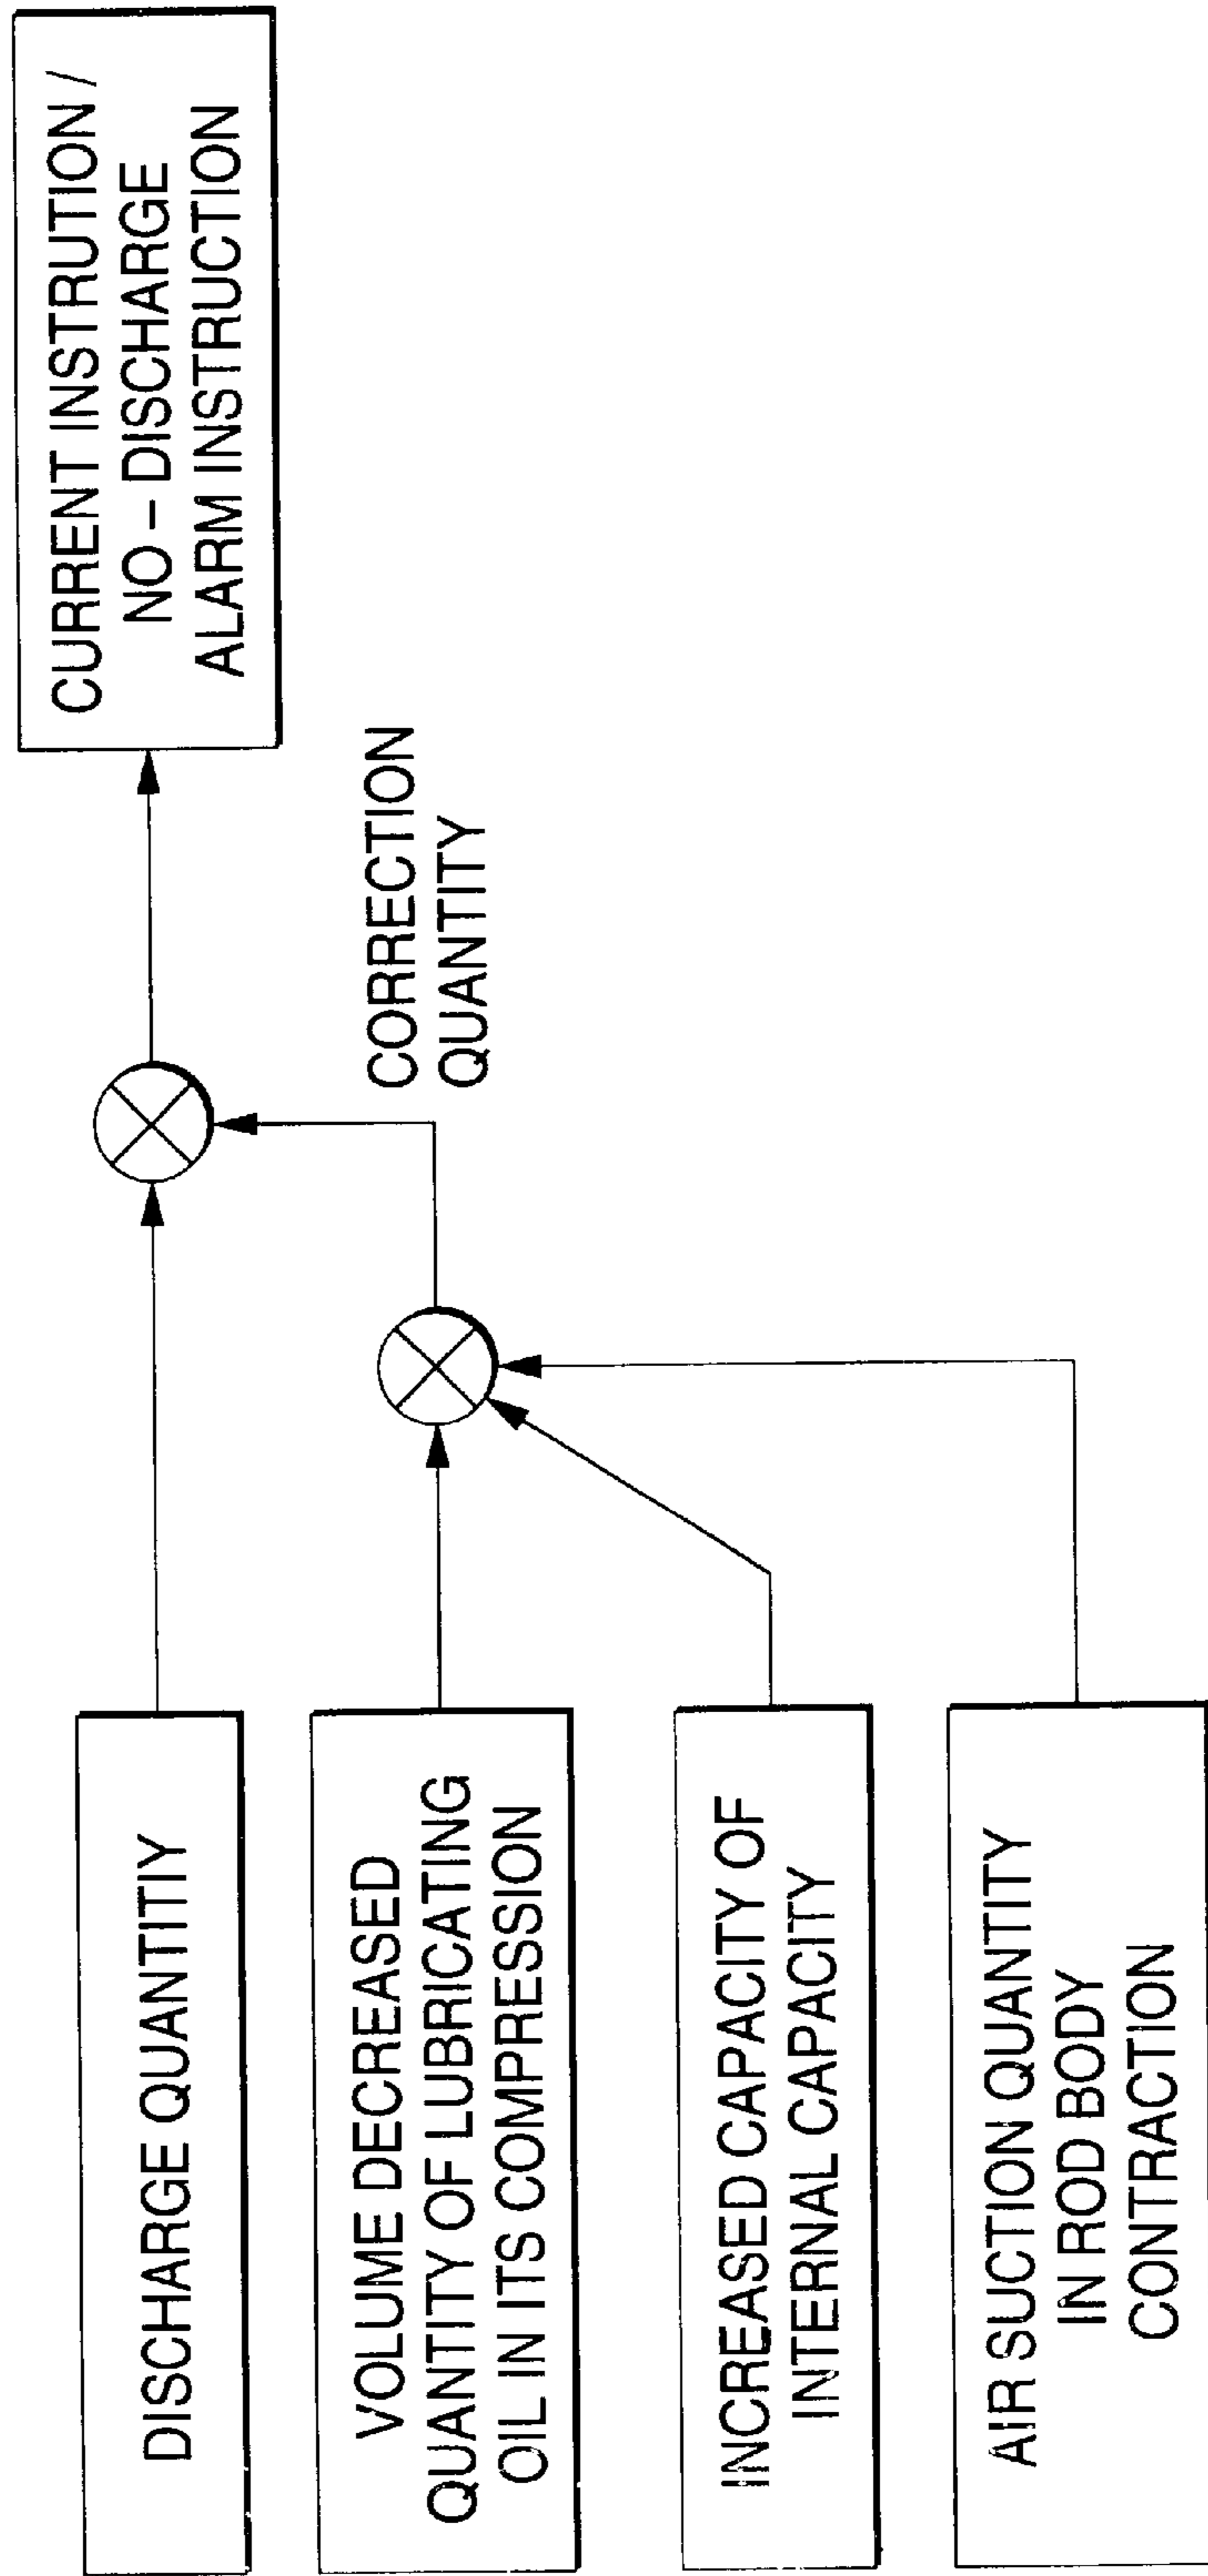 DISCHARGE QUANTITIY
VOLUME DECREASED
QUANTITY OF LUBRICATING
OIL IN ITS COMPRESSION
INCREASED CAPACITY OF
INTERNAL CAPACITY
AIR SUCTION QUANTITY
IN ROD BODY
CONTRACTION
CORRECTION
QUANTITY
CURRENT INSTRUTION /
NO – DISCHARGE
ALARM INSTRUCTION